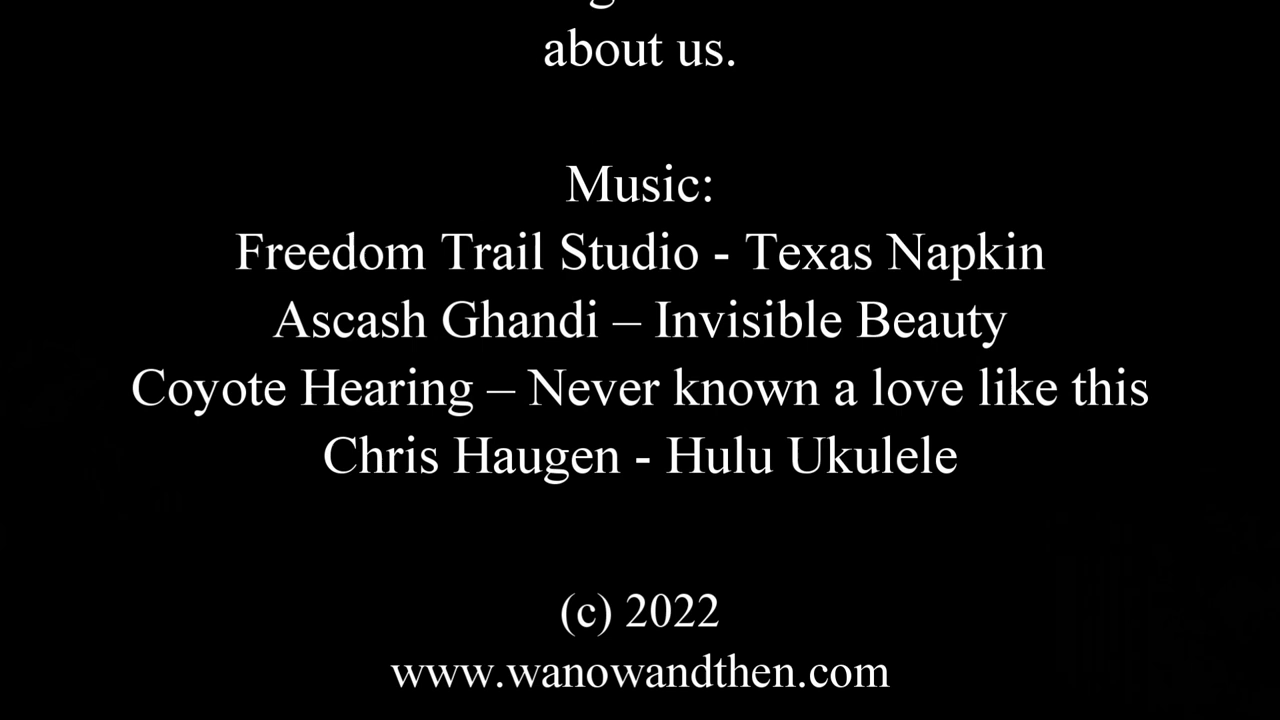 about us.
Music:
Freedom Trail Studio - Texas Napkin
Ascash Ghandi – Invisible Beauty
Coyote Hearing – Never known a love like this
Chris Haugen - Hulu Ukulele
(c) 2022
www.wanowandthen.com